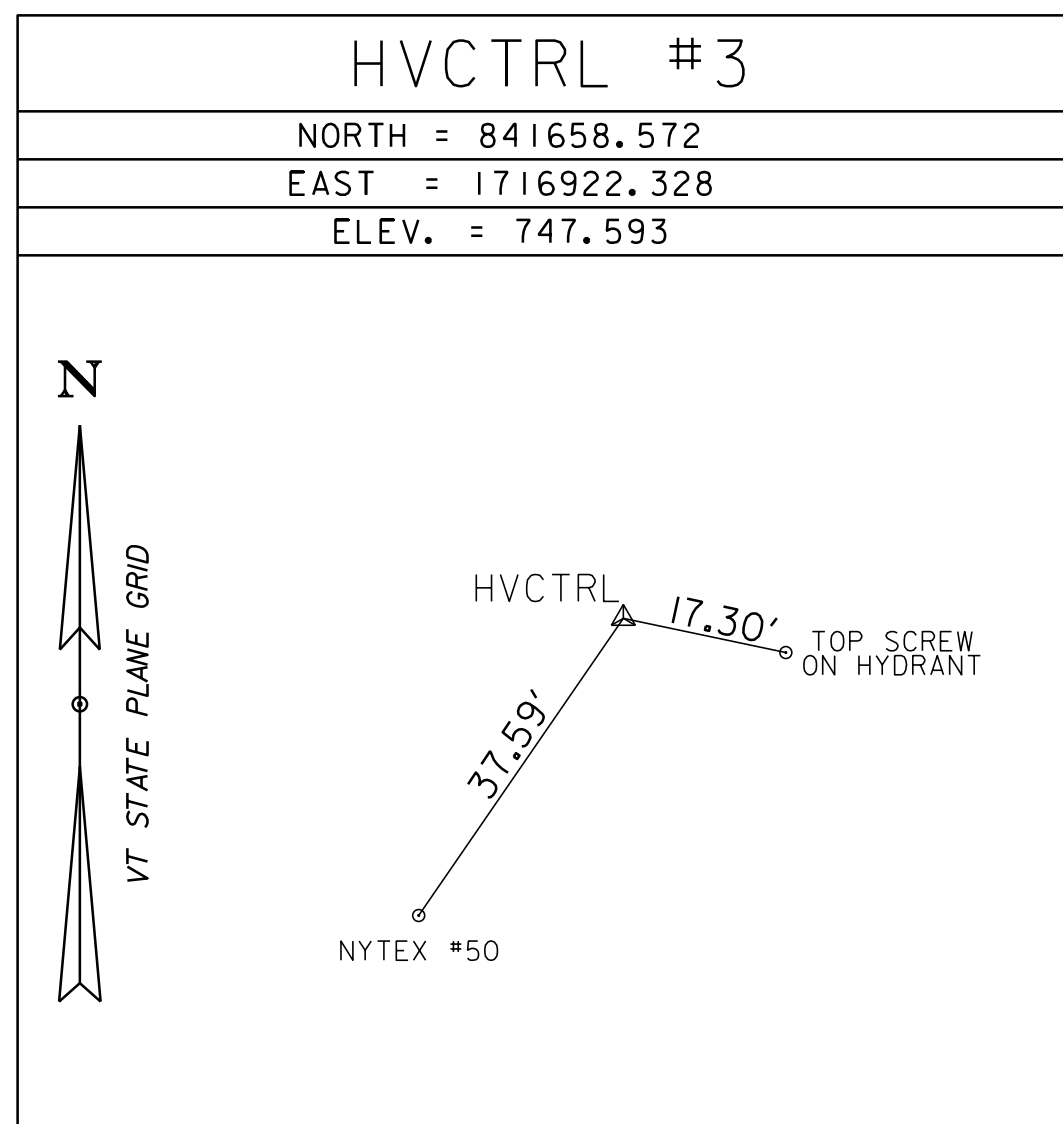 HVCTRL #3
NORTH = 841658.572
EAST = 1716922.328
ELEV. = 747.593
N
VT STATE PLANE GRID
HVCTRL
17.30'
TOP SCREW
ON HYDRANT
37.59'
NYTEX #50